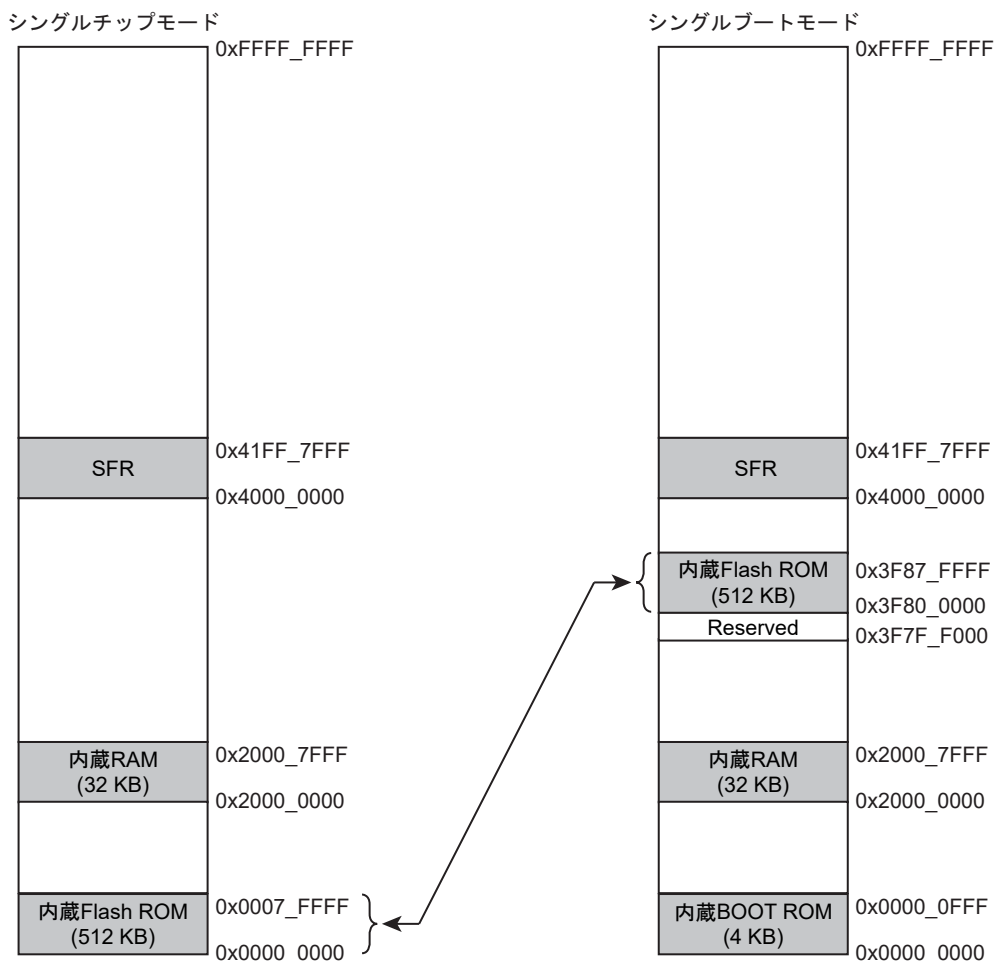 シングルチップモード
0xFFFF_FFFF
SFR
0x41FF_7FFF
0x4000_0000
内蔵RAM
(32 KB)
0x2000_7FFF
0x2000_0000
内蔵Flash ROM
(512 KB)
0x0007_FFFF
0x0000_0000
シングルブートモード
0xFFFF_FFFF
SFR
0x41FF_7FFF
0x4000_0000
内蔵Flash ROM
(512 KB)
0x3F87_FFFF
0x3F80_0000
Reserved
0x3F7F_F000
内蔵RAM
(32 KB)
0x2000_7FFF
0x2000_0000
内蔵BOOT ROM
(4 KB)
0x0000_0FFF
0x0000_0000